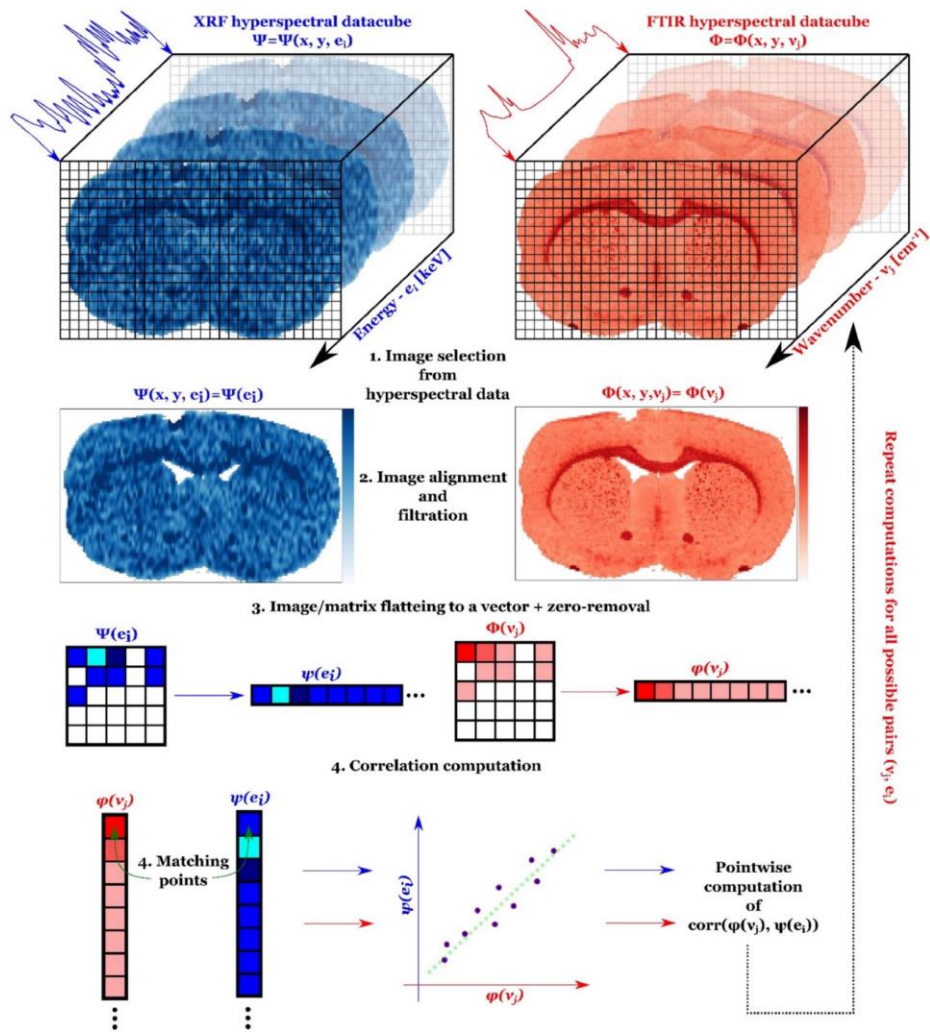 XRF hyperspectral datacube
Ψ=Ψ(x, y, eᵢ)
FTIR hyperspectral datacube
Φ=Φ(x, y, νⱼ)
Energy - eᵢ [keV]
Wavenumber - νⱼ [cm⁻¹]
1. Image selection
from
hyperspectral data
Ψ(x, y, eᵢ)=Ψ(eᵢ)
Φ(x, y,νⱼ)= Φ(νⱼ)
2. Image alignment
and
filtration
3. Image/matrix flatteing to a vector + zero-removal
Ψ(eᵢ)
ψ(eᵢ)
...
Φ(νⱼ)
φ(νⱼ)
...
4. Correlation computation
φ(νⱼ)
ψ(eᵢ)
4. Matching
points
...
...
ψ(eᵢ)
φ(νⱼ)
Pointwise
computation
of
corr(φ(νⱼ), ψ(eᵢ))
Repeat computations for all possible pairs (νⱼ, eᵢ)